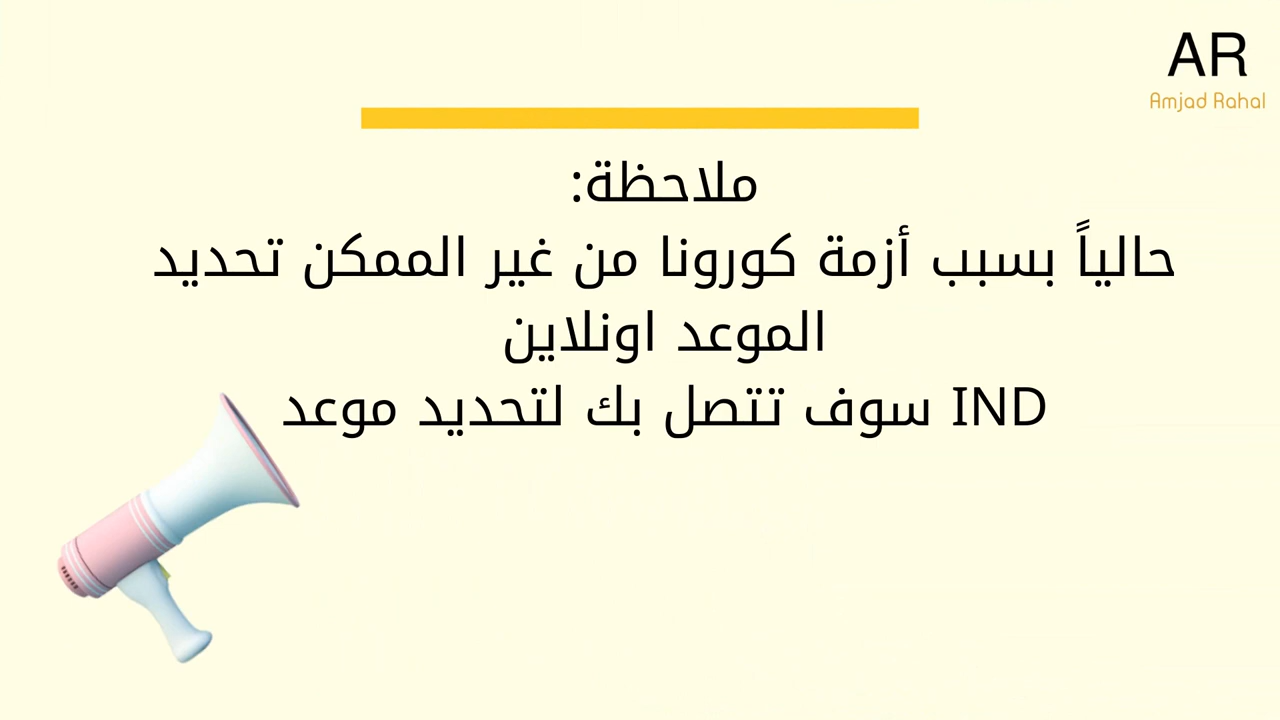 AR
Amjad Rahal
ملاحظة:
حالياً بسبب أزمة كورونا من غير الممكن تحديد
الموعد اونلاين
IND سوف تتصل بك لتحديد موعد